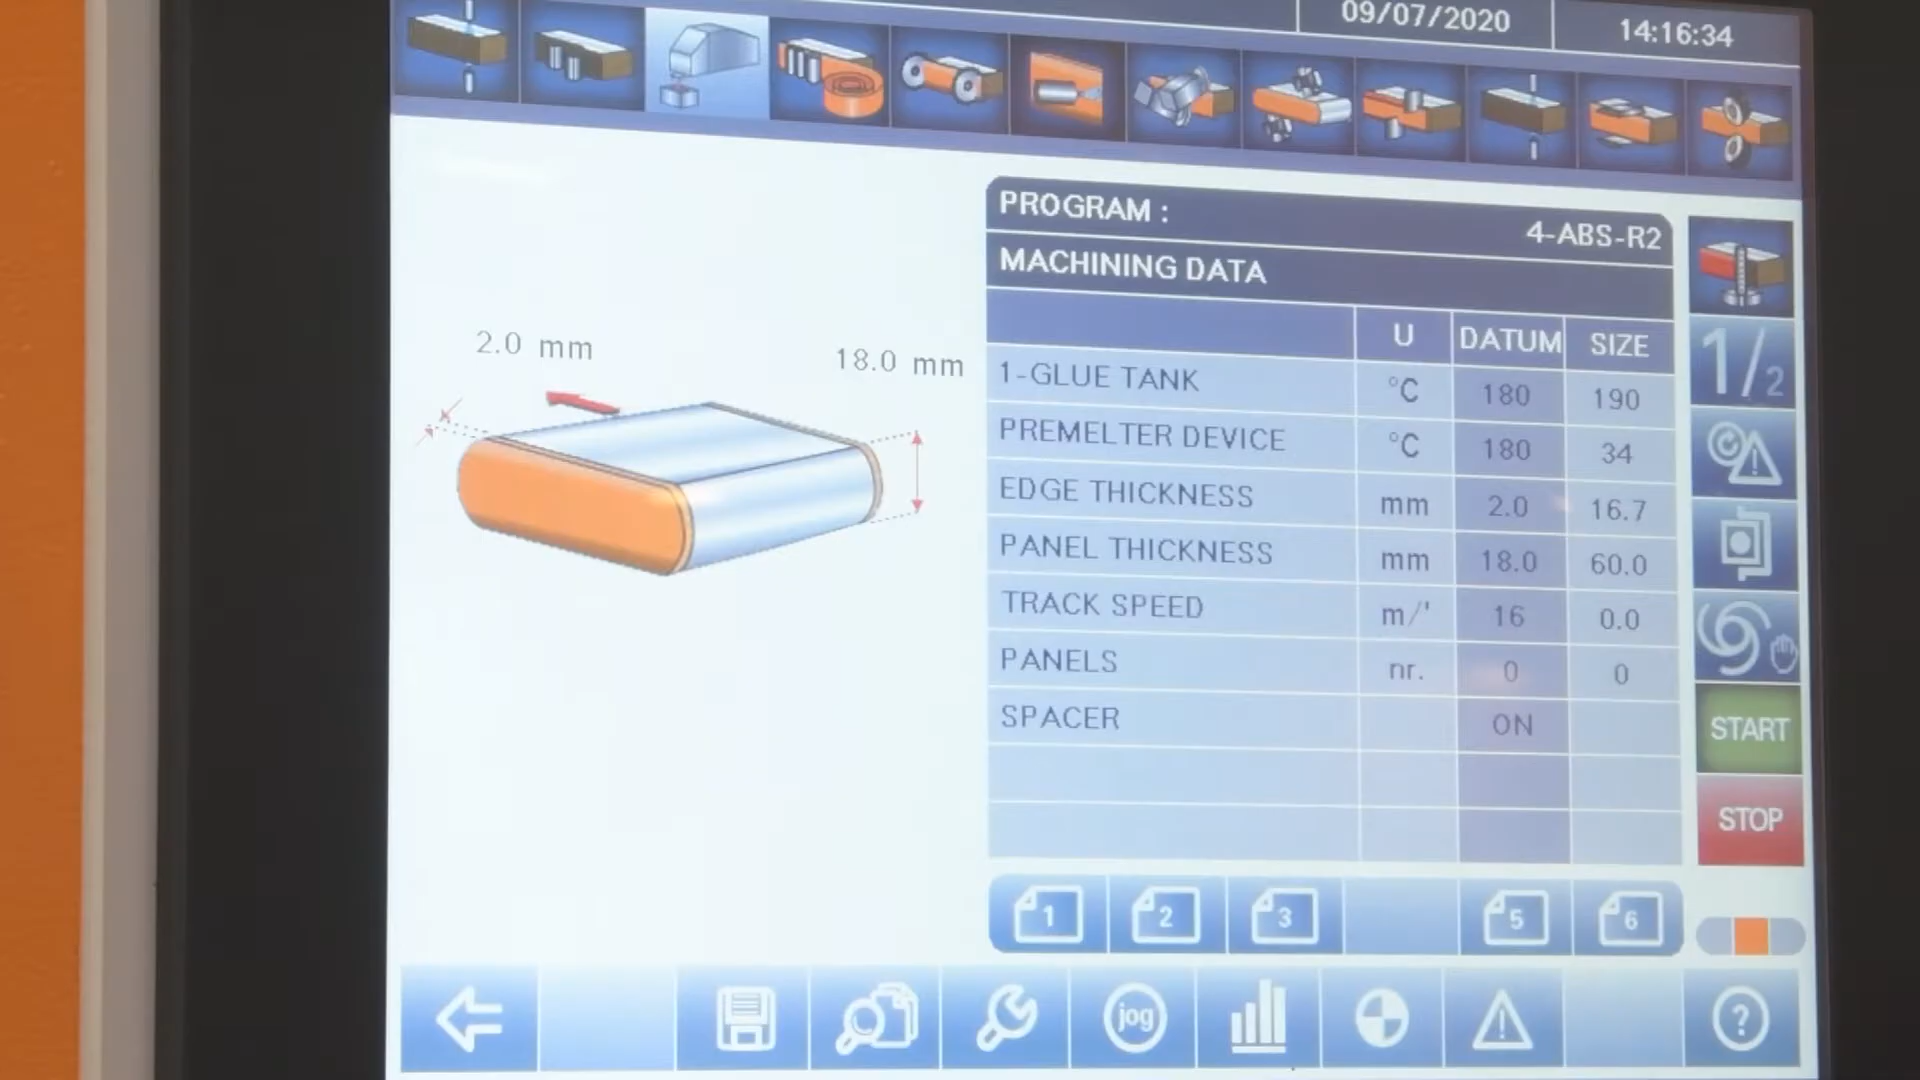 09/07/2020 14:16:34
PROGRAM :
4-ABS-R2
MACHINING DATA
U DATUM SIZE
1-GLUE TANK °C 180 190
PREMELTER DEVICE °C 180 34
EDGE THICKNESS mm 2.0 16.7
PANEL THICKNESS mm 18.0 60.0
TRACK SPEED m/' 16 0.0
PANELS nr. 0 0
SPACER ON
2.0 mm
18.0 mm
1/2
START
STOP
1 2 3 5 6
jog
?